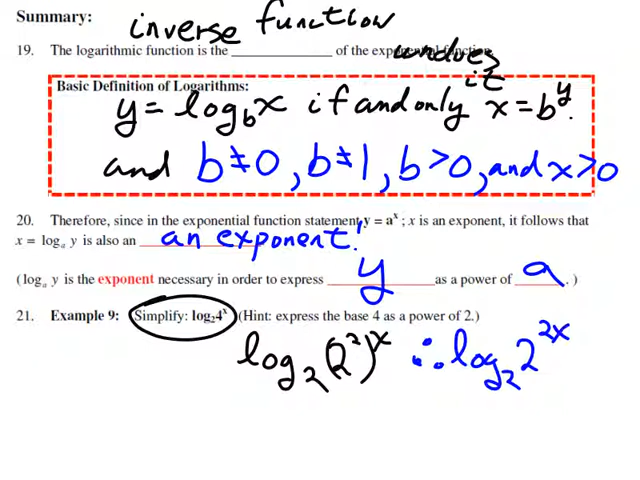 Summary:
inverse function
19. The logarithmic function is the ____________ of the exponential function.
undoes
it
Basic Definition of Logarithms:
y = log_b x if and only x = b^y.
and b ≠ 0, b ≠ 1, b > 0, and x > 0
20. Therefore, since in the exponential function statement, y = a^x ; x is an exponent, it follows that
x = log_a y is also an an exponent!
(log_a y is the exponent necessary in order to express y as a power of a .)
21. Example 9: Simplify: log_2 4^x (Hint: express the base 4 as a power of 2.)
log_2 (2^2)^x ∴ log_2 2^{2x}